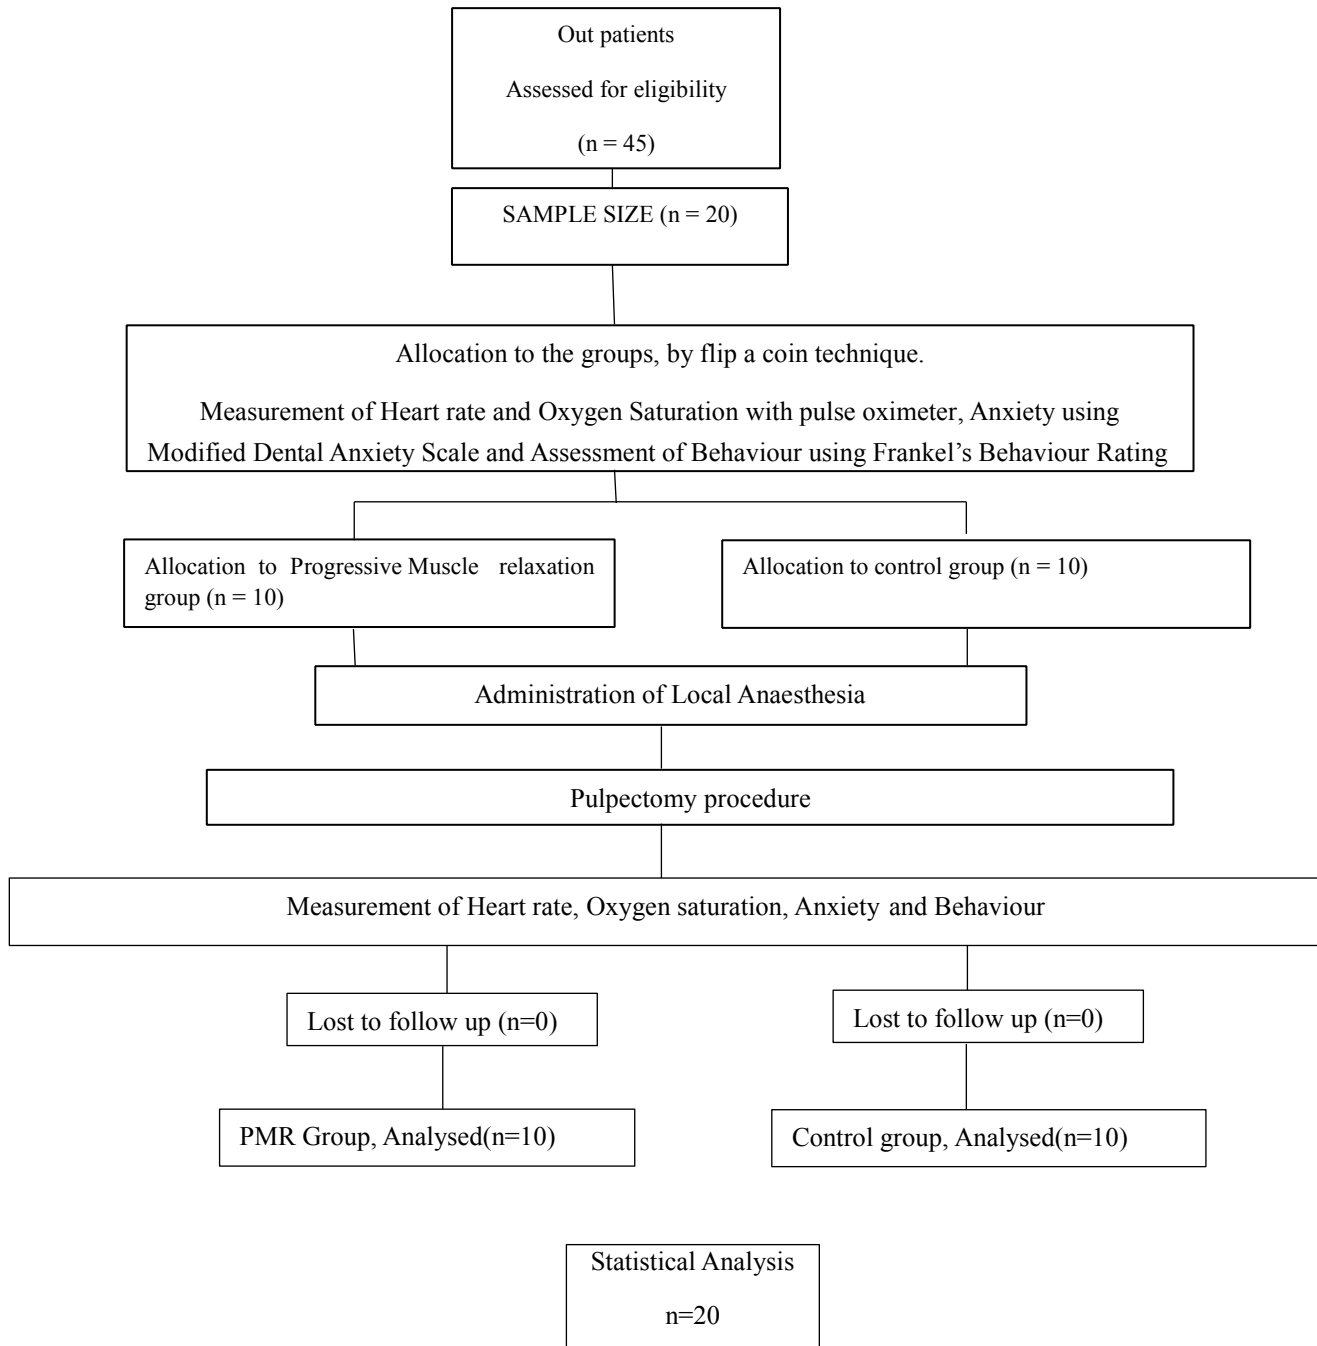 Out patients
Assessed for eligibility
(n = 45)
SAMPLE SIZE (n = 20)
Allocation to the groups, by flip a coin technique.
Measurement of Heart rate and Oxygen Saturation with pulse oximeter, Anxiety using
Modified Dental Anxiety Scale and Assessment of Behaviour using Frankel’s Behaviour Rating
Allocation to Progressive Muscle relaxation
group (n = 10)
Allocation to control group (n = 10)
Administration of Local Anaesthesia
Pulpectomy procedure
Measurement of Heart rate, Oxygen saturation, Anxiety and Behaviour
Lost to follow up (n=0)
Lost to follow up (n=0)
PMR Group, Analysed(n=10)
Control group, Analysed(n=10)
Statistical Analysis
n=20